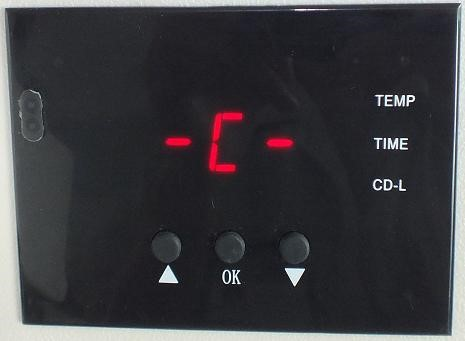 TEMP
-C-
TIME
CD-L
▲ OK ▼